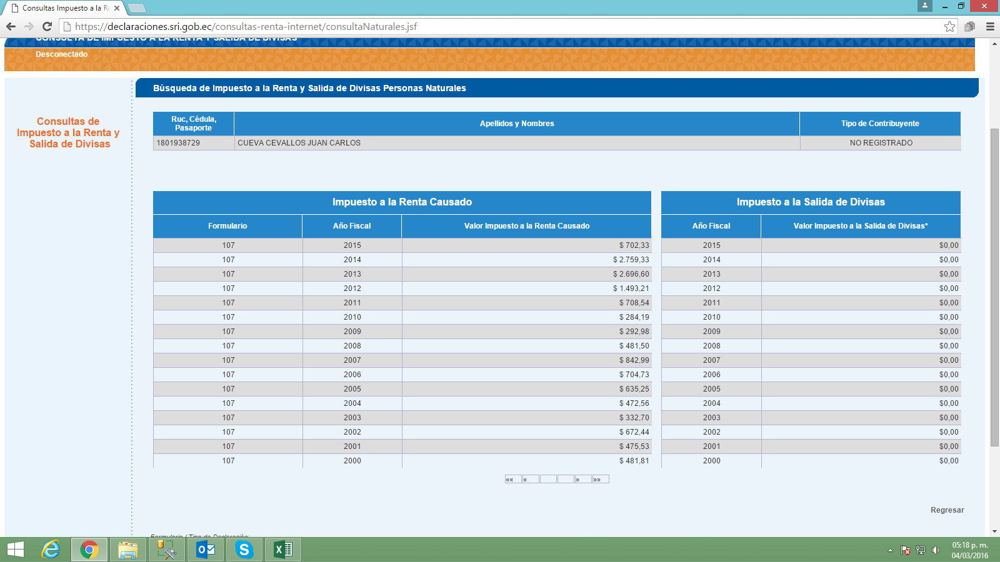 Consultas Impuesto a la R
https://declaraciones.sri.gob.ec/consultas-renta-internet/consultaNaturales.jsf
CONSULTA DE IMPUESTO A LA RENTA Y SALIDA DE DIVISAS
Desconectado
Consultas de
Impuesto a la Renta y
Salida de Divisas
Búsqueda de Impuesto a la Renta y Salida de Divisas Personas Naturales
Ruc, Cédula, Pasaporte Apellidos y Nombres Tipo de Contribuyente
1801938729 CUEVA CEVALLOS JUAN CARLOS NO REGISTRADO
Impuesto a la Renta Causado Impuesto a la Salida de Divisas
Formulario Año Fiscal Valor Impuesto a la Renta Causado Año Fiscal Valor Impuesto a la Salida de Divisas*
107 2015 $ 702,33 2015 $0,00
107 2014 $ 2.759,33 2014 $0,00
107 2013 $ 2.696,60 2013 $0,00
107 2012 $ 1.493,21 2012 $0,00
107 2011 $ 708,54 2011 $0,00
107 2010 $ 284,19 2010 $0,00
107 2009 $ 292,98 2009 $0,00
107 2008 $ 481,50 2008 $0,00
107 2007 $ 842,99 2007 $0,00
107 2006 $ 704,73 2006 $0,00
107 2005 $ 635,25 2005 $0,00
107 2004 $ 472,56 2004 $0,00
107 2003 $ 332,70 2003 $0,00
107 2002 $ 672,44 2002 $0,00
107 2001 $ 475,53 2001 $0,00
107 2000 $ 481,81 2000 $0,00
«« « » »»
Regresar
Formulario / Tipo de Declaración:
05:18 p. m.
04/03/2016